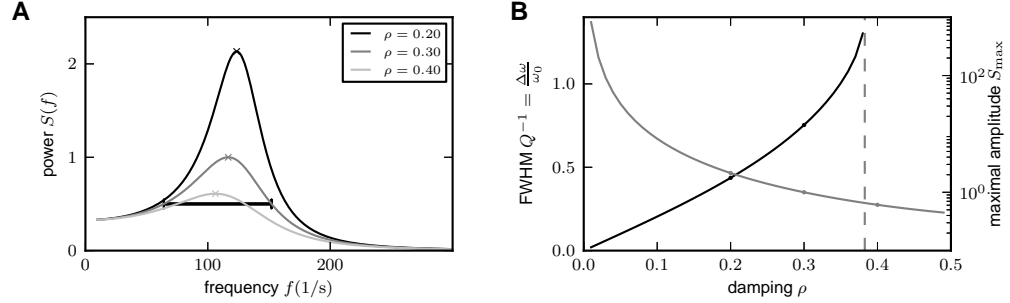 A
ρ = 0.20
ρ = 0.30
ρ = 0.40
power S(f)
2
1
0
0
100
200
frequency f(1/s)
B
FWHM Q⁻¹ = Δω/ω₀
1.0
0.5
0.0
0.0
0.1
0.2
0.3
0.4
0.5
damping ρ
10²
10⁰
maximal amplitude S_max